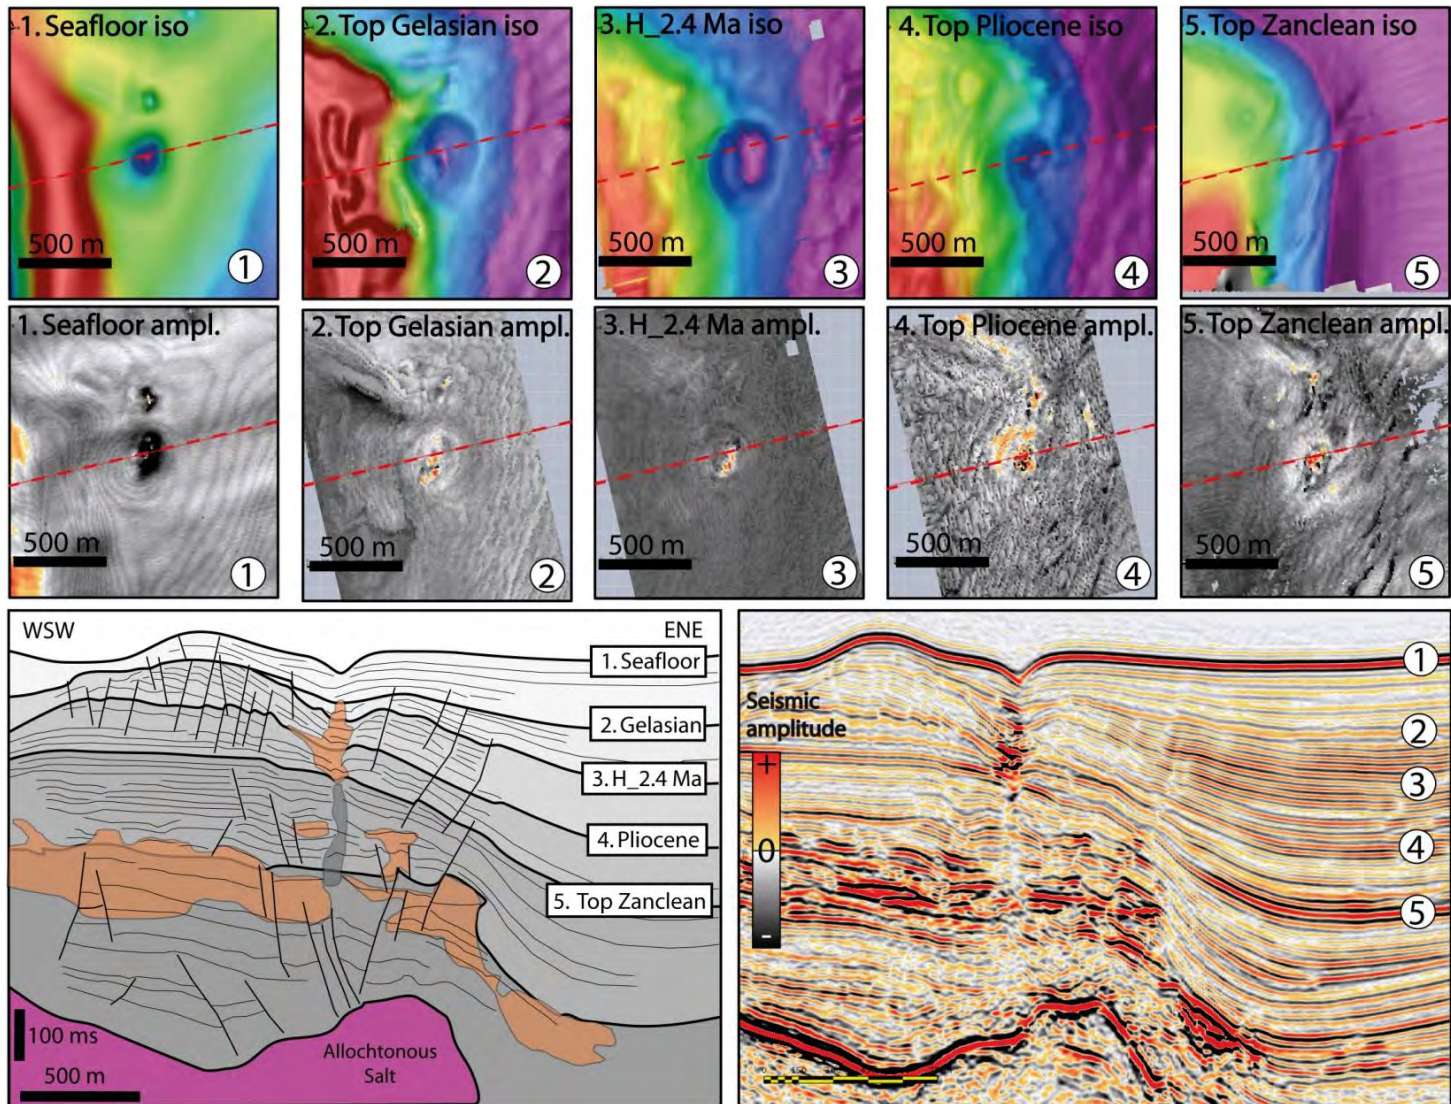 1. Seafloor iso
2. Top Gelasian iso
3. H_2.4 Ma iso
4. Top Pliocene iso
5. Top Zanclean iso
500 m
500 m
500 m
500 m
500 m
1
2
3
4
5
1. Seafloor ampl.
2. Top Gelasian ampl.
3. H_2.4 Ma ampl.
4. Top Pliocene ampl.
5. Top Zanclean ampl.
500 m
500 m
500 m
500 m
500 m
1
2
3
4
5
WSW
ENE
1. Seafloor
2. Gelasian
3. H_2.4 Ma
4. Pliocene
5. Top Zanclean
100 ms
500 m
Allochtonous
Salt
Seismic
amplitude
+
0
-
1
2
3
4
5